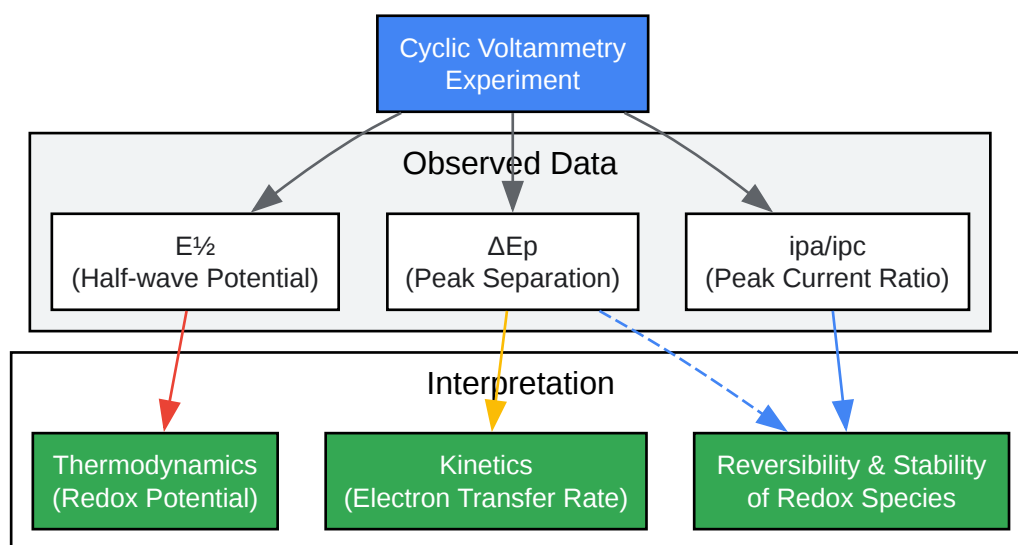 Cyclic Voltammetry
Experiment
Observed Data
E½
(Half-wave Potential)
ΔEp
(Peak Separation)
ipa/ipc
(Peak Current Ratio)
Interpretation
Thermodynamics
(Redox Potential)
Kinetics
(Electron Transfer Rate)
Reversibility & Stability
of Redox Species